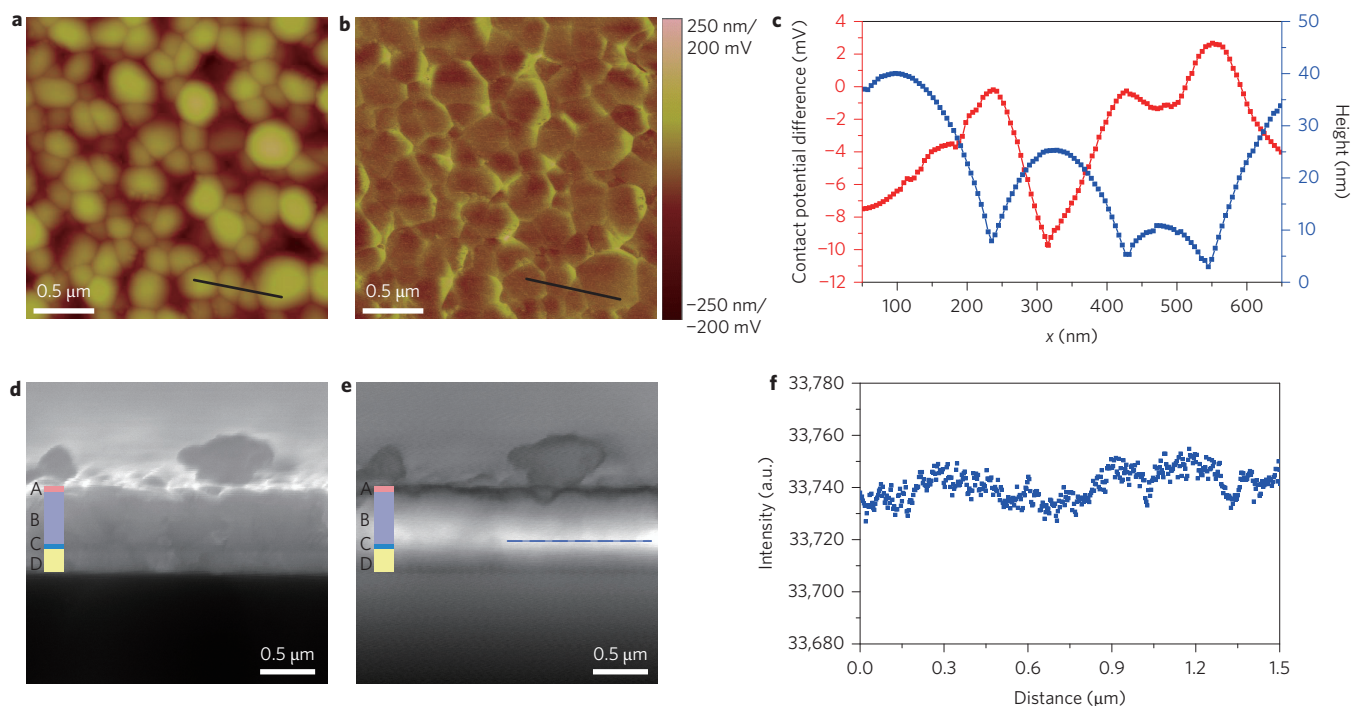 a
0.5 µm
b
0.5 µm
250 nm/
200 mV
−250 nm/
−200 mV
c
Contact potential difference (mV)
4
2
0
−2
−4
−6
−8
−10
−12
50
40
30
20
10
0
Height (nm)
100 200 300 400 500 600
x (nm)
d
A
B
C
D
0.5 µm
e
A
B
C
D
0.5 µm
f
Intensity (a.u.)
33,780
33,760
33,740
33,720
33,700
33,680
0.0 0.3 0.6 0.9 1.2 1.5
Distance (µm)